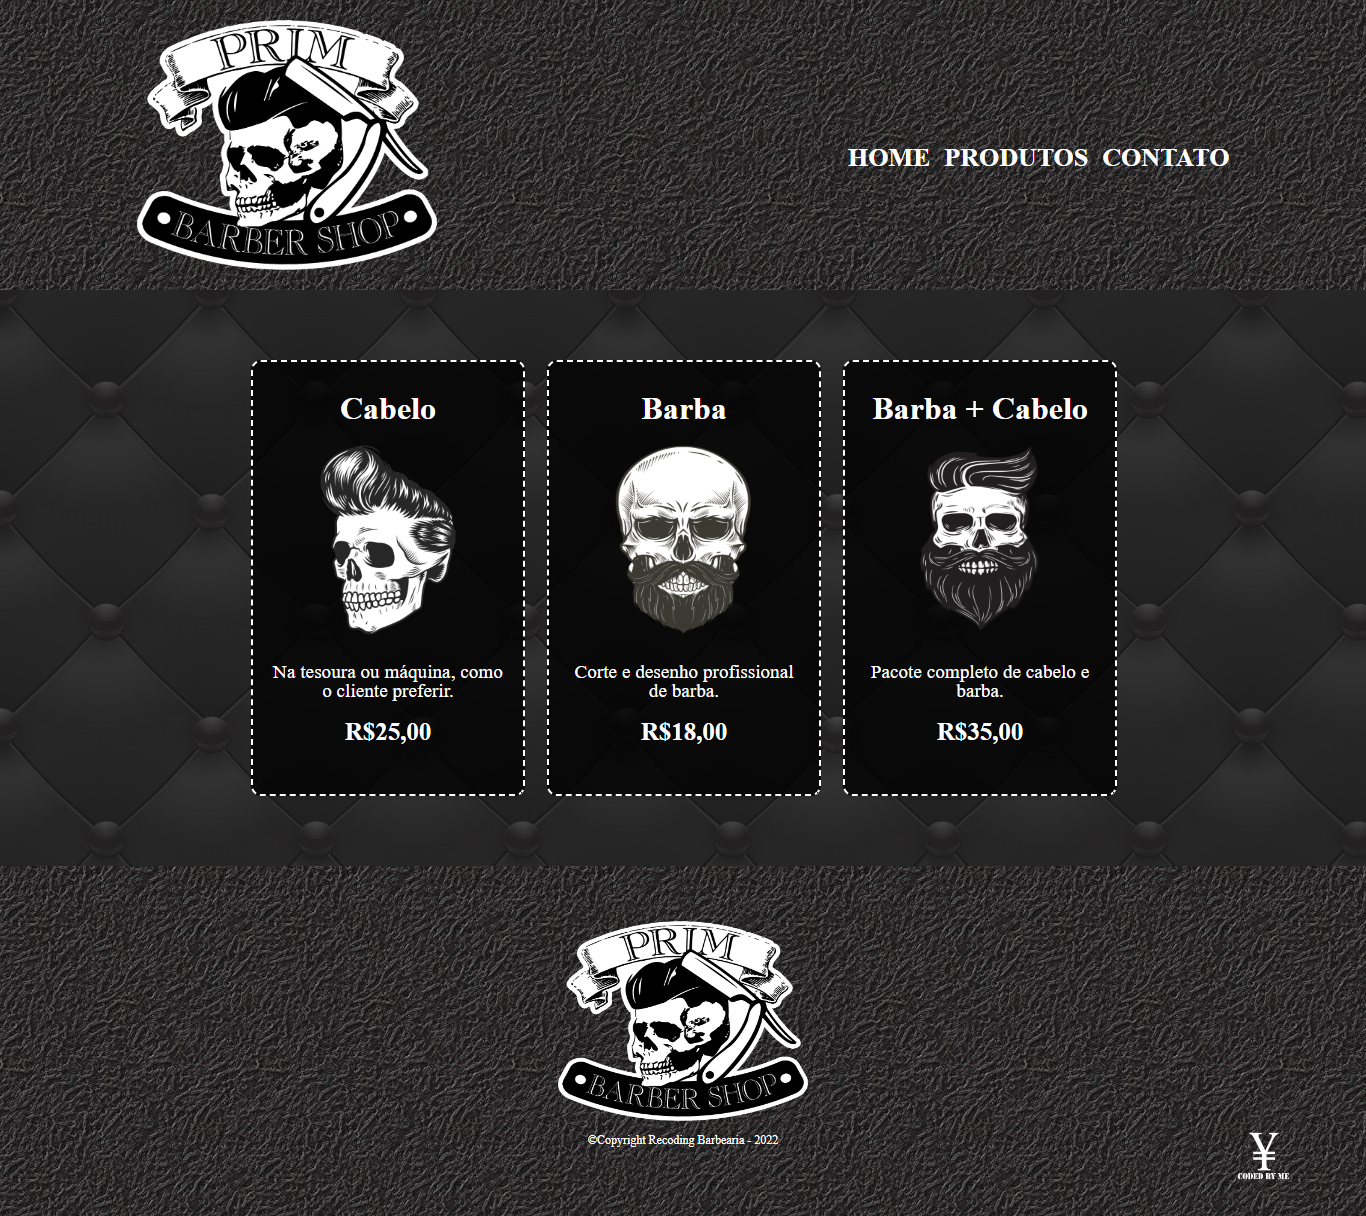 PRIM
BARBER SHOP
HOME PRODUTOS CONTATO
Cabelo
Na tesoura ou máquina, como
o cliente preferir.
R$25,00
Barba
Corte e desenho profissional
de barba.
R$18,00
Barba + Cabelo
Pacote completo de cabelo e
barba.
R$35,00
PRIM
BARBER SHOP
©Copyright Recoding Barbearia - 2022
¥
CODED BY ME